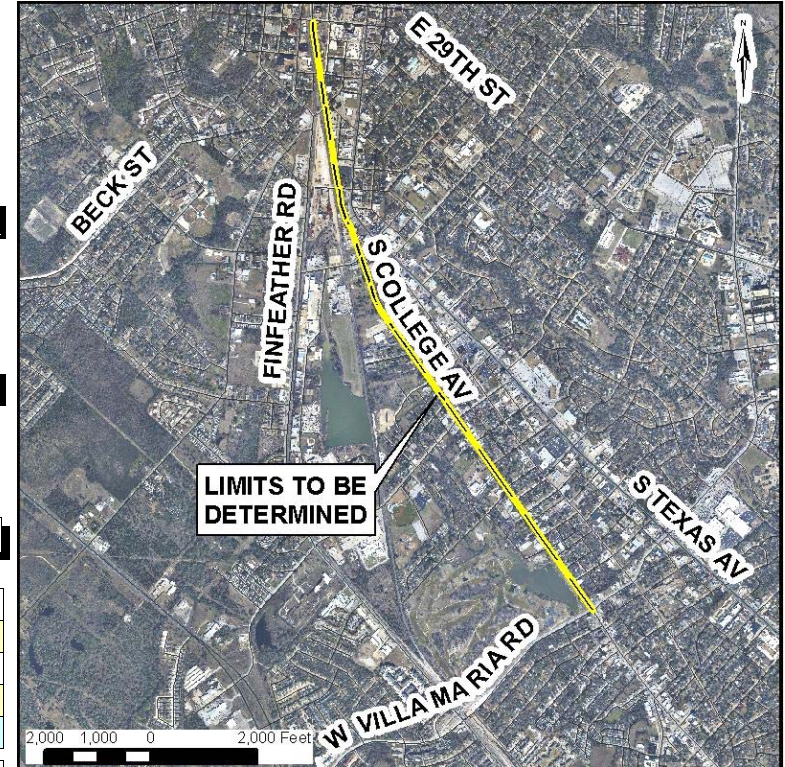 E 29TH ST
N
BECK ST
FINFEATHER RD
S COLLEGE AV
LIMITS TO BE
DETERMINED
S TEXAS AV
W VILLA MARIA RD
2,000 1,000 0 2,000 Feet